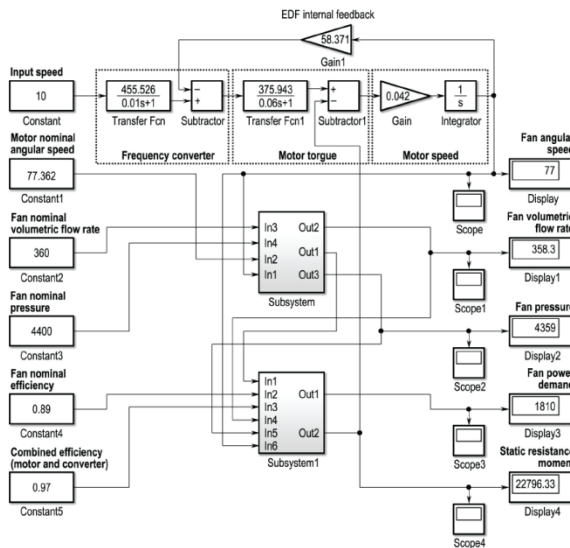 EDF internal feedback
58.371
Gain1
Input speed
10
Constant
455.526
0.01s+1
Transfer Fcn
−
+
Subtractor
Frequency converter
375.943
0.06s+1
Transfer Fcn1
+
−
Subtractor1
Motor torgue
0.042
Gain
1
s
Integrator
Motor speed
Motor nominal
angular speed
77.362
Constant1
Fan nominal
volumetric flow rate
360
Constant2
Fan nominal
pressure
4400
Constant3
Fan nominal
efficiency
0.89
Constant4
Combined efficiency
(motor and converter)
0.97
Constant5
In3
In4
In2
In1
Out2
Out1
Out3
Subsystem
In1
In2
In3
In4
In5
In6
Out1
Out2
Subsystem1
Scope
Scope1
Scope2
Scope3
Scope4
Fan angular
speed
77
Display
Fan volumetric
flow rate
358.3
Display1
Fan pressure
4359
Display2
Fan power
demand
1810
Display3
Static resistance
moment
22796.33
Display4